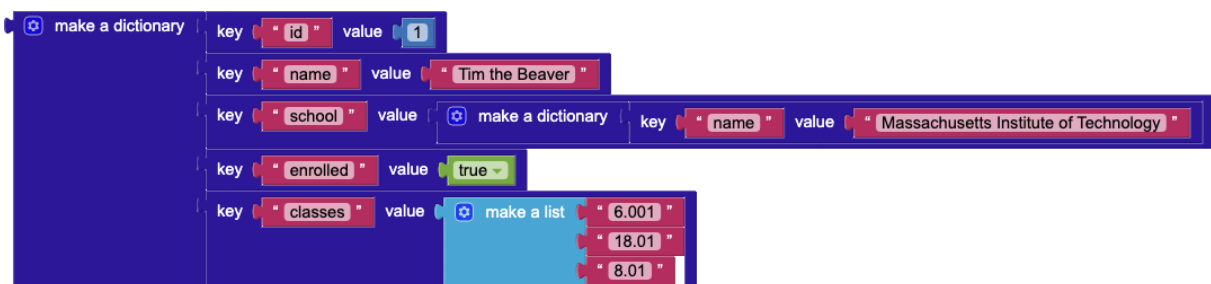 make a dictionary key " id " value 1
key " name " value " Tim the Beaver "
key " school " value make a dictionary key " name " value " Massachusetts Institute of Technology "
key " enrolled " value true
key " classes " value make a list " 6.001 "
" 18.01 "
" 8.01 "